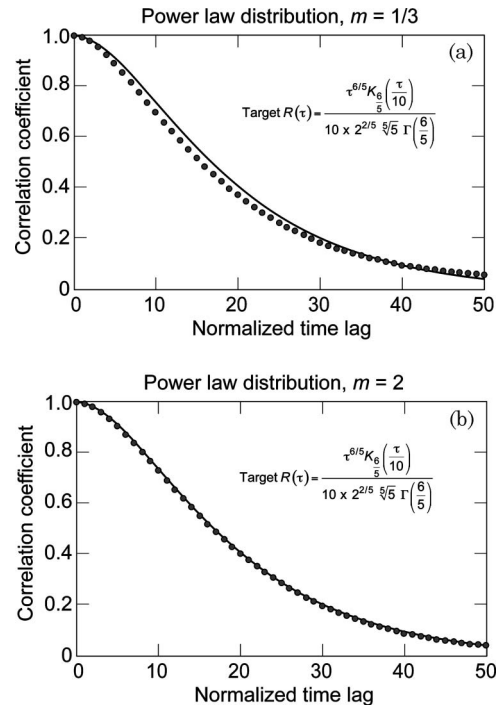 Power law distribution, m = 1/3
(a)
Correlation coefficient
1.0
0.8
0.6
0.4
0.2
0
Target R(τ) = τ^{6/5} K_{6/5}(τ/10) / 10 x 2^{2/5} ⁵√5 Γ(6/5)
0 10 20 30 40 50
Normalized time lag
Power law distribution, m = 2
(b)
Correlation coefficient
1.0
0.8
0.6
0.4
0.2
0
Target R(τ) = τ^{6/5} K_{6/5}(τ/10) / 10 x 2^{2/5} ⁵√5 Γ(6/5)
0 10 20 30 40 50
Normalized time lag